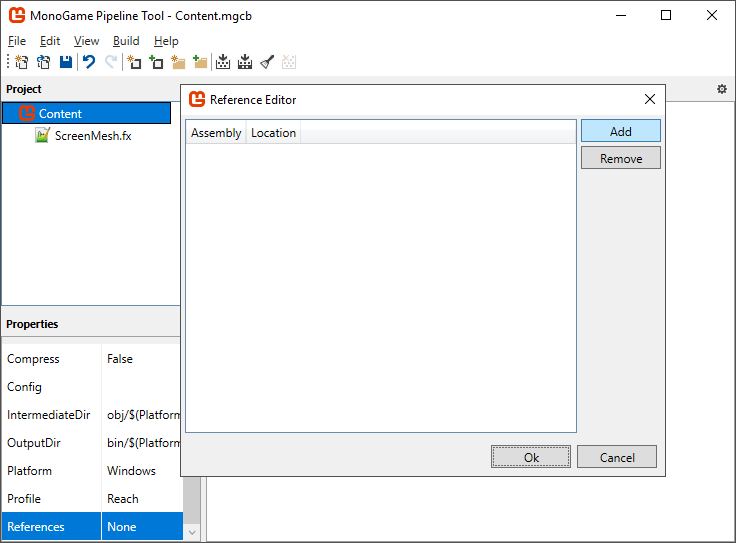 MonoGame Pipeline Tool - Content.mgcb
File Edit View Build Help
Project
Content
ScreenMesh.fx
Reference Editor
Assembly Location
Add
Remove
Ok Cancel
Properties
Compress False
Config
IntermediateDir obj/$(Platform
OutputDir bin/$(Platform
Platform Windows
Profile Reach
References None